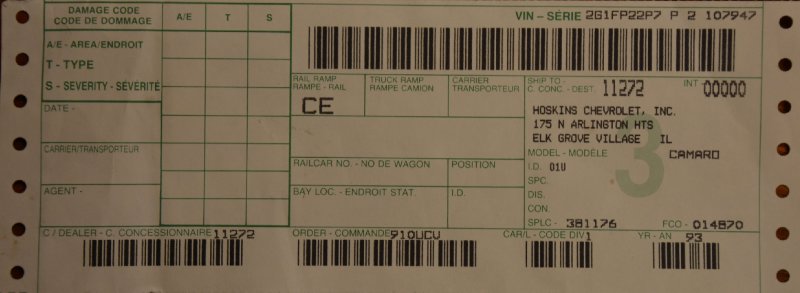 DAMAGE CODE
CODE DE DOMMAGE
A/E
T
S
VIN – SÉRIE 2G1FP22P7 P 2 107947
A/E - AREA/ENDROIT
T - TYPE
S - SEVERITY - SÉVÉRITÉ
RAIL RAMP
RAMPE - RAIL
CE
TRUCK RAMP
RAMPE CAMION
CARRIER
TRANSPORTEUR
SHIP TO -
C. CONC. - DEST. 11272
INT 00000
HOSKINS CHEVROLET, INC.
175 N ARLINGTON HTS
ELK GROVE VILLAGE IL
DATE -
CARRIER/TRANSPORTEUR
AGENT -
RAILCAR NO. - NO DE WAGON
POSITION
BAY LOC. - ENDROIT STAT.
I.D.
MODEL - MODÈLE CAMARO
I.D. 01U
SPC.
DIS.
CON.
3
SPLC - 381176
FCO - 014870
C / DEALER - C. CONCESSIONNAIRE 11272
ORDER - COMMANDE 910UCV
CAR/L - CODE DIV 1
YR - AN 93